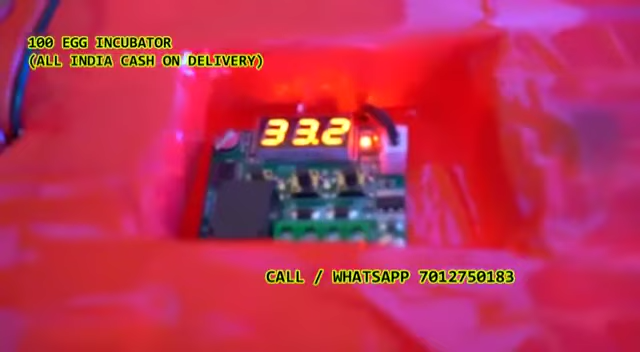 100 EGG INCUBATOR
(ALL INDIA CASH ON DELIVERY)
33.2
CALL / WHATSAPP 7012750183